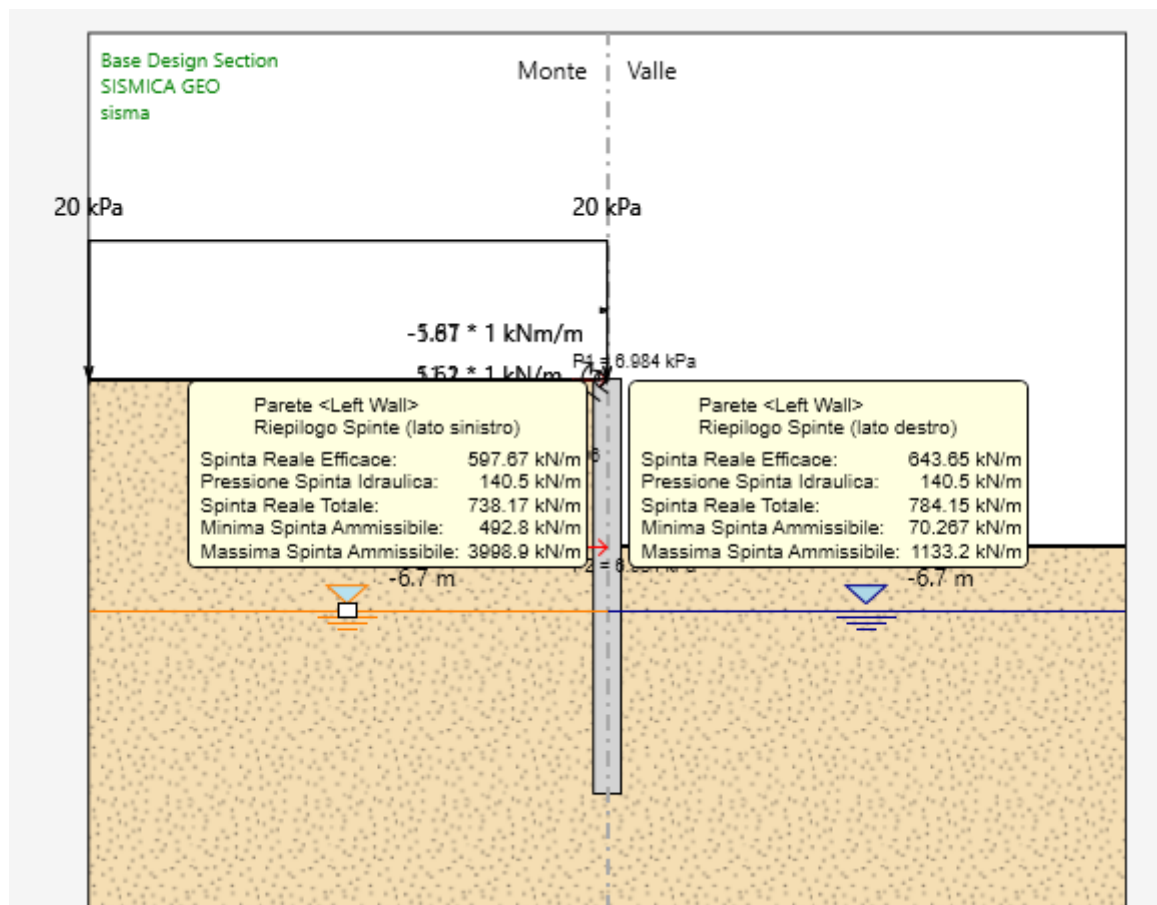 Base Design Section
SISMICA GEO
sisma
Monte
Valle
20 kPa
20 kPa
* 1 kNm/m
P1 = 6.984 kPa
* 1 kN/m
Parete <Left Wall>
Riepilogo Spinte (lato sinistro)
Spinta Reale Efficace: 597.67 kN/m
Pressione Spinta Idraulica: 140.5 kN/m
Spinta Reale Totale: 738.17 kN/m
Minima Spinta Ammissibile: 492.8 kN/m
Massima Spinta Ammissibile: 3998.9 kN/m
Parete <Left Wall>
Riepilogo Spinte (lato destro)
Spinta Reale Efficace: 643.65 kN/m
Pressione Spinta Idraulica: 140.5 kN/m
Spinta Reale Totale: 784.15 kN/m
Minima Spinta Ammissibile: 70.267 kN/m
Massima Spinta Ammissibile: 1133.2 kN/m
-6.7 m
-6.7 m